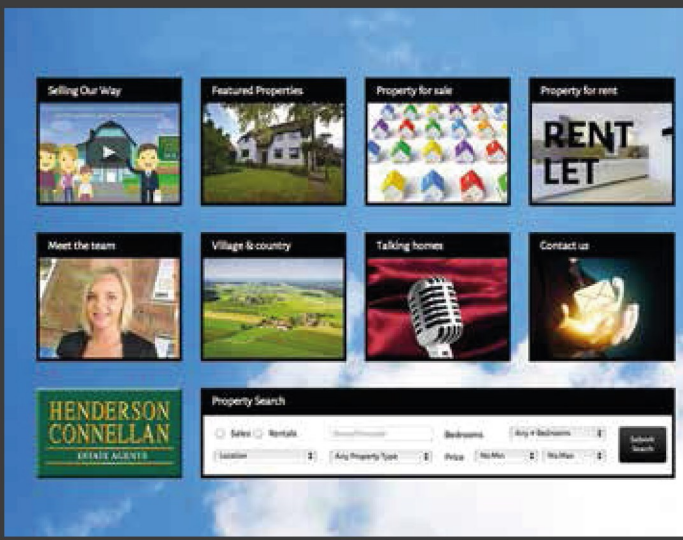 Selling Our Way
Featured Properties
Property for sale
Property for rent
RENT
LET
Meet the team
Village & country
Talking homes
Contact us
HENDERSON
CONNELLAN
ESTATE AGENTS
Property Search
Sales Rentals
Bedrooms
Any # Bedrooms
Location
Any Property Type
Price
No Min
No Max
Submit
Search